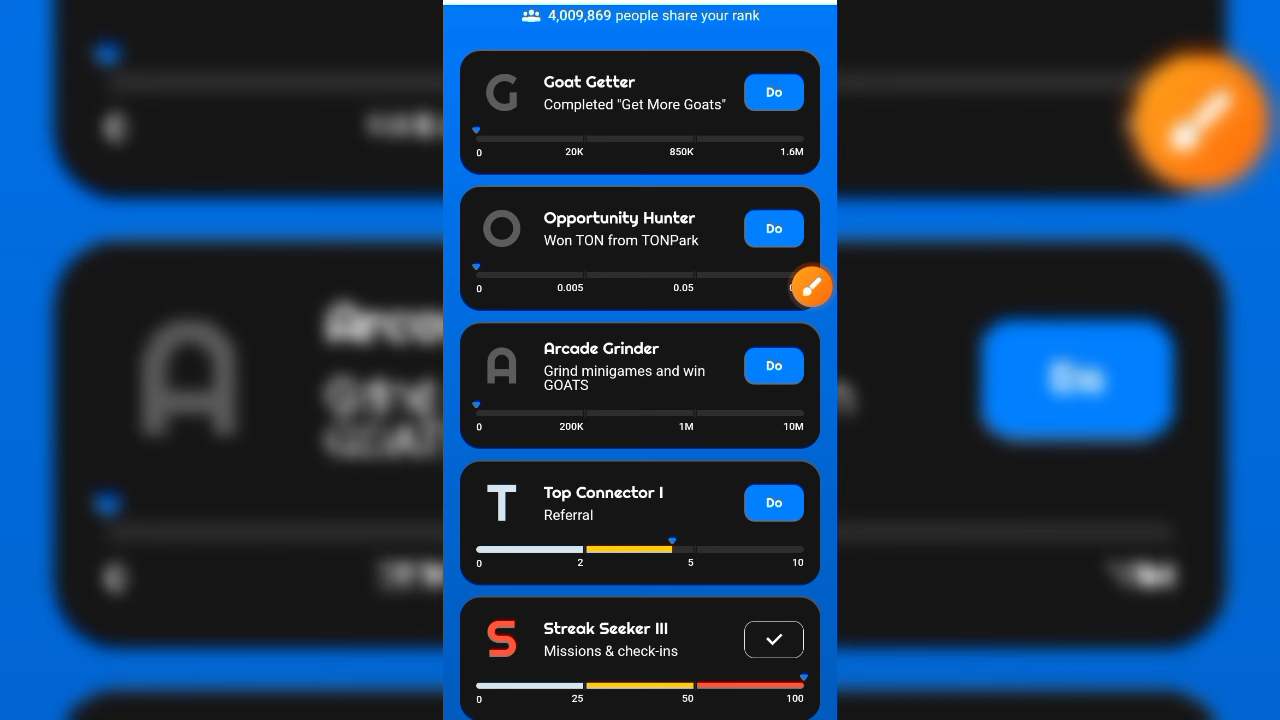 4,009,869 people share your rank
G
Goat Getter
Completed "Get More Goats"
Do
0 20K 850K 1.6M
O
Opportunity Hunter
Won TON from TONPark
Do
0 0.005 0.05
A
Arcade Grinder
Grind minigames and win
GOATS
Do
0 200K 1M 10M
T
Top Connector I
Referral
Do
0 2 5 10
S
Streak Seeker III
Missions & check-ins
0 25 50 100